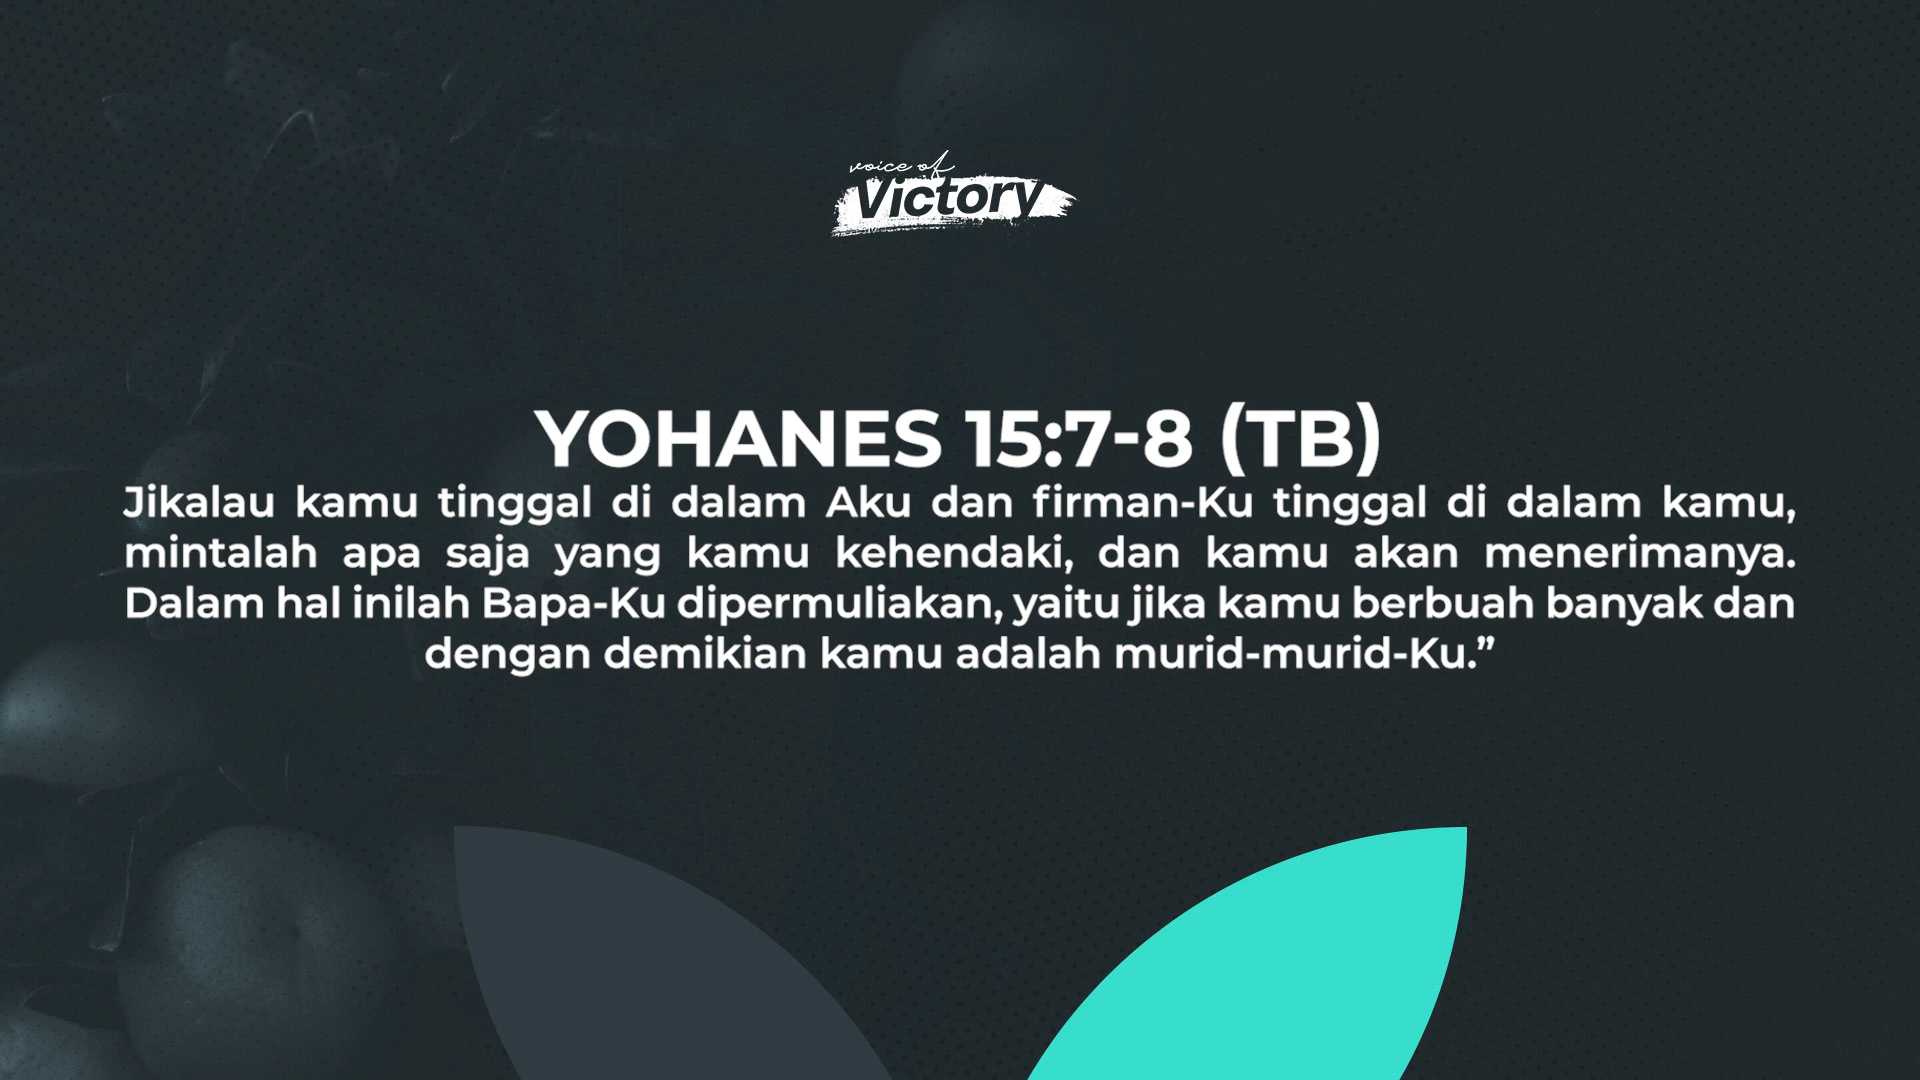 voice of
Victory
YOHANES 15:7-8 (TB)
Jikalau kamu tinggal di dalam Aku dan firman-Ku tinggal di dalam kamu,
mintalah apa saja yang kamu kehendaki, dan kamu akan menerimanya.
Dalam hal inilah Bapa-Ku dipermuliakan, yaitu jika kamu berbuah banyak dan
dengan demikian kamu adalah murid-murid-Ku.”